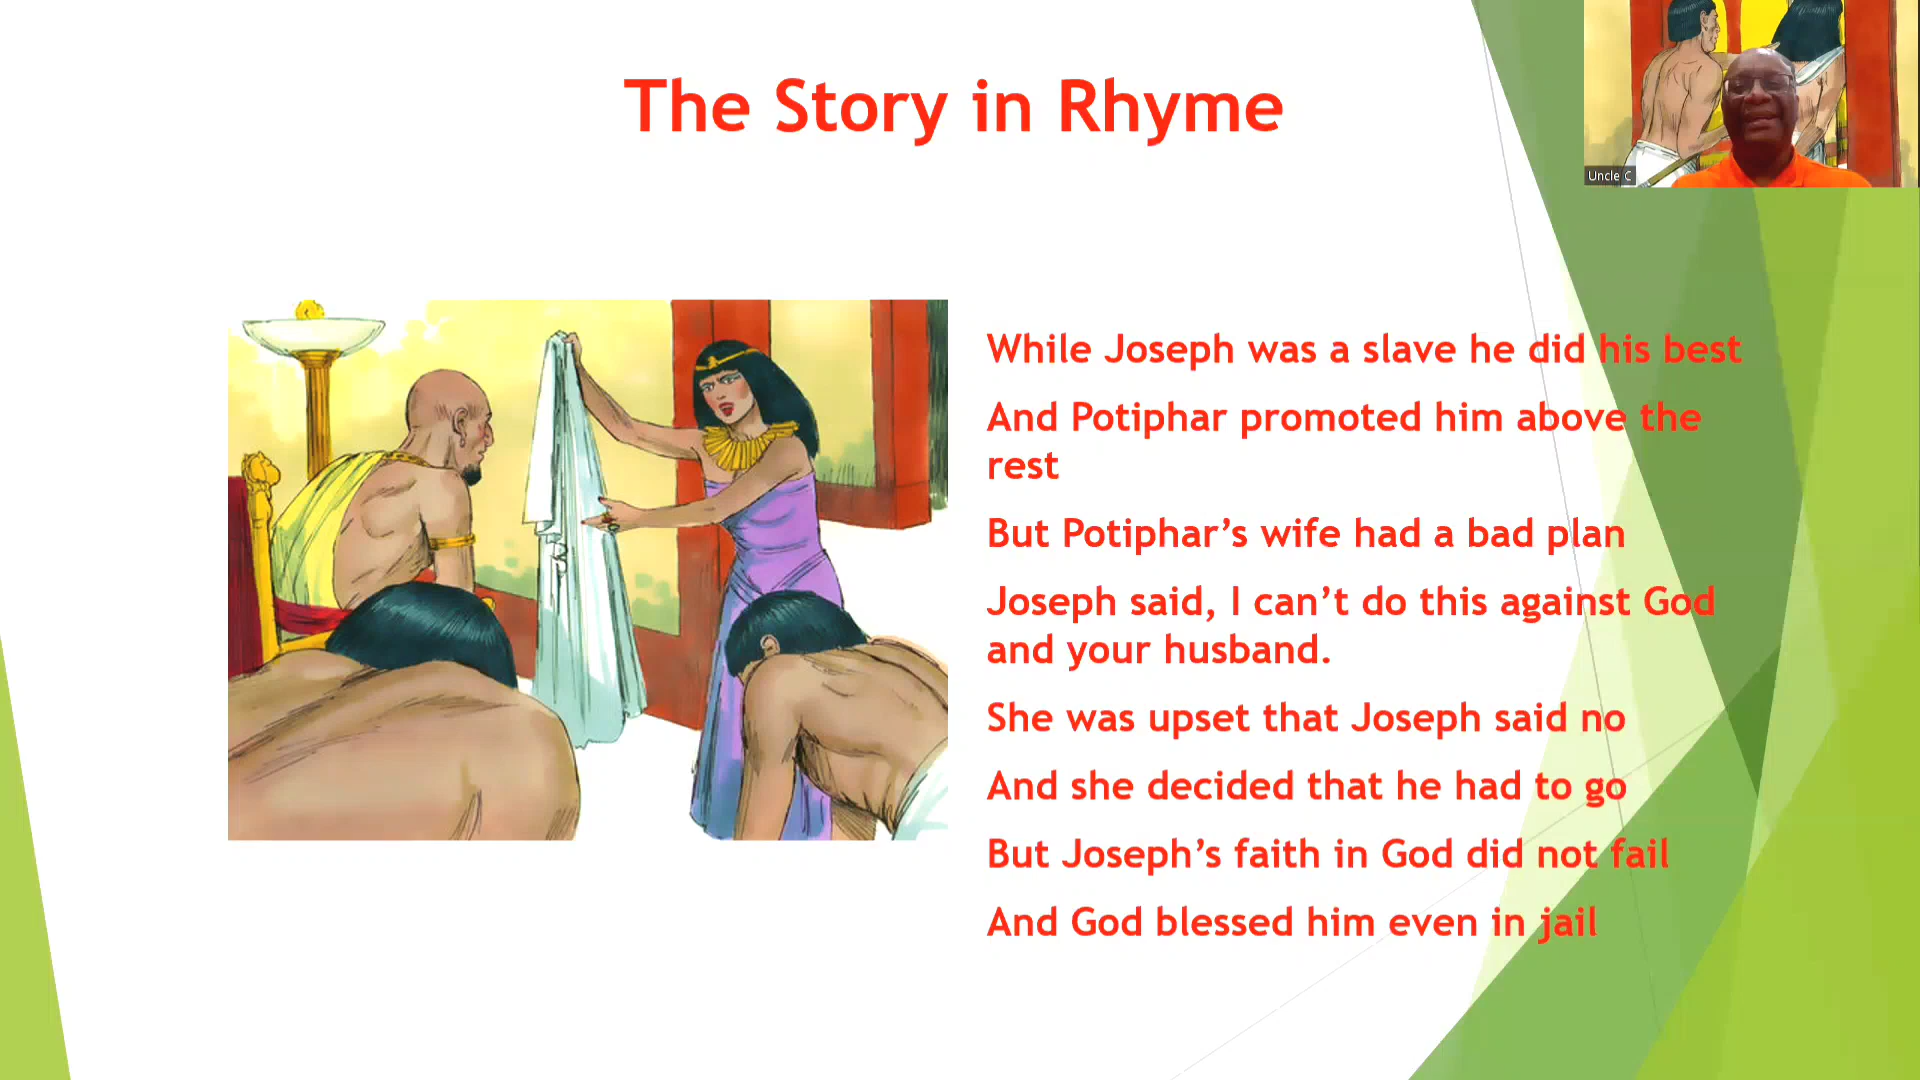 The Story in Rhyme
Uncle C
While Joseph was a slave he did his best
And Potiphar promoted him above the
rest
But Potiphar’s wife had a bad plan
Joseph said, I can’t do this against God
and your husband.
She was upset that Joseph said no
And she decided that he had to go
But Joseph’s faith in God did not fail
And God blessed him even in jail